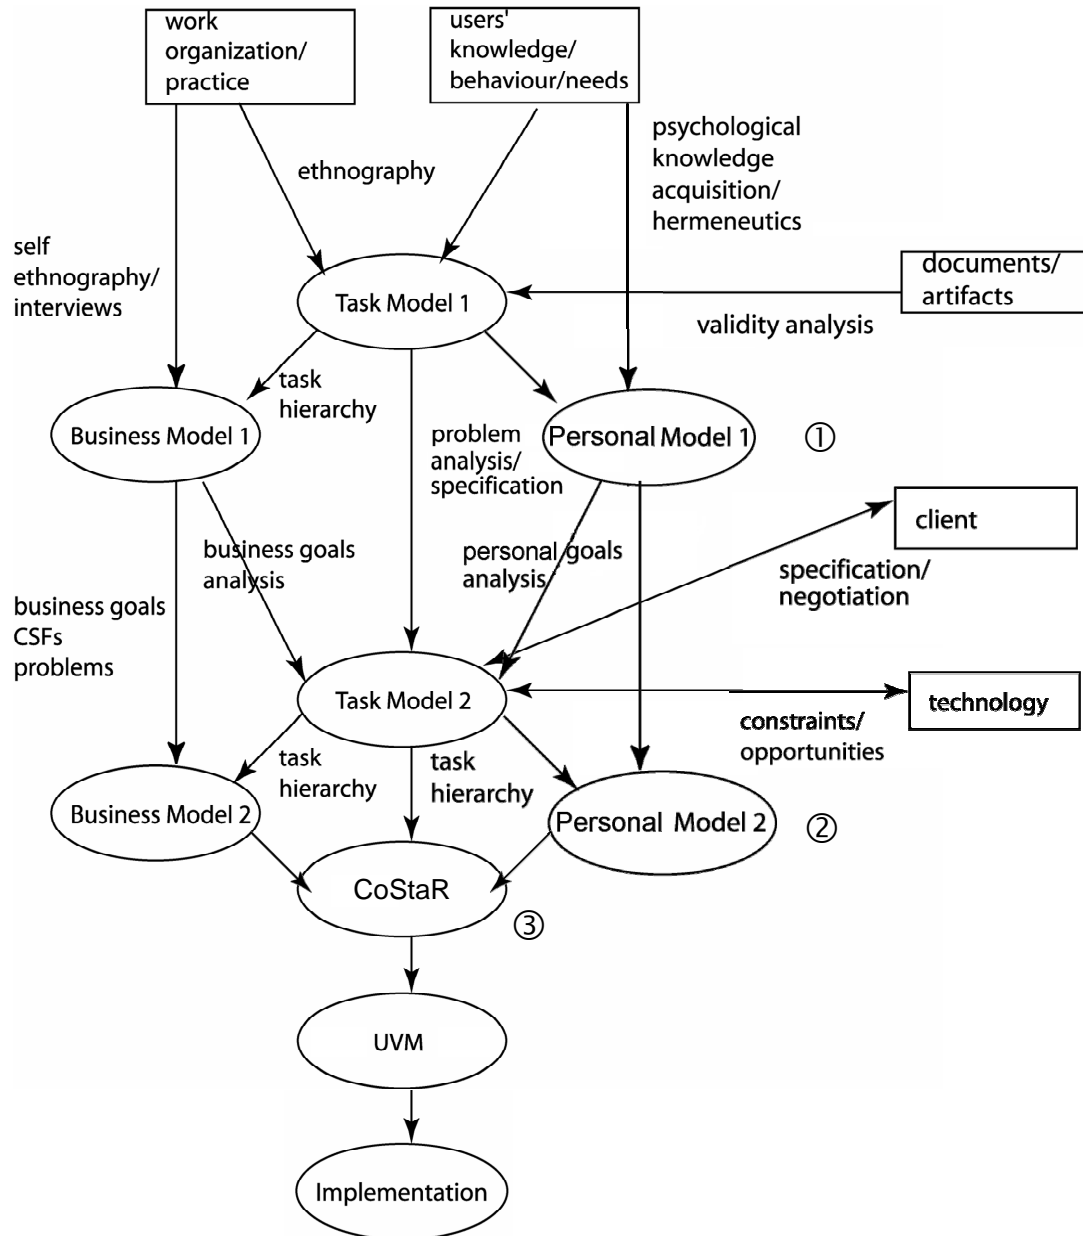 work
organization/
practice
users'
knowledge/
behaviour/needs
psychological
knowledge
acquisition/
hermeneutics
ethnography
self
ethnography/
interviews
documents/
artifacts
Task Model 1
validity analysis
task
hierarchy
Business Model 1
problem
analysis/
specification
Personal Model 1
①
client
business goals
analysis
personal goals
analysis
specification/
negotiation
business goals
CSFs
problems
Task Model 2
technology
constraints/
opportunities
task
hierarchy
task
hierarchy
Business Model 2
Personal Model 2
②
CoStaR
③
UVM
Implementation